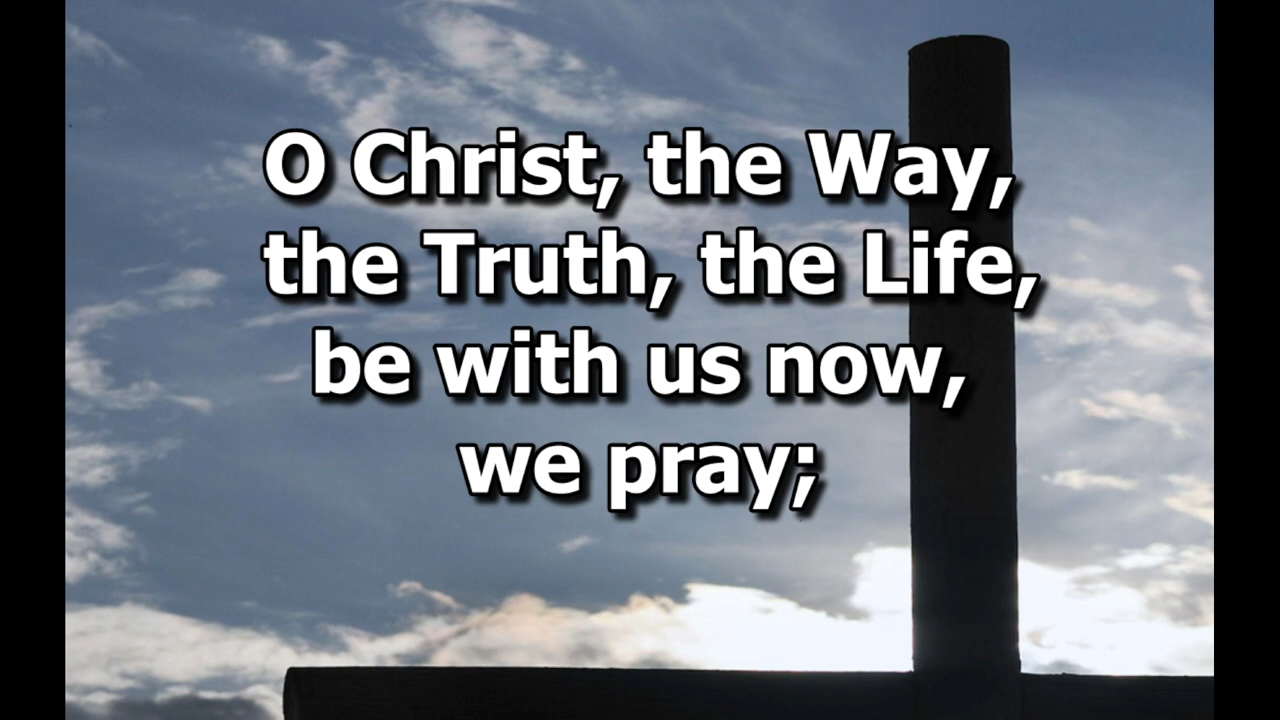 O Christ, the Way,
the Truth, the Life,
be with us now,
we pray;